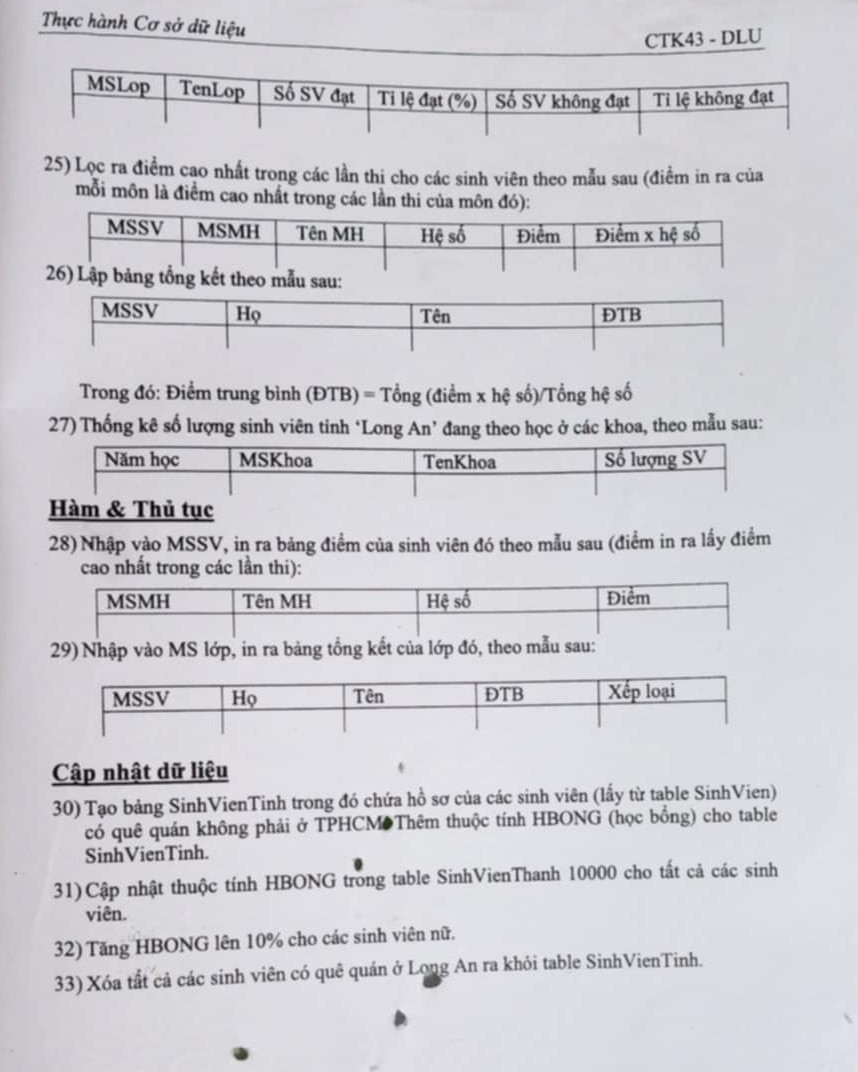 Thực hành Cơ sở dữ liệu
CTK43 - DLU
MSLop TenLop Số SV đạt Tỉ lệ đạt (%) Số SV không đạt Tỉ lệ không đạt
25) Lọc ra điểm cao nhất trong các lần thi cho các sinh viên theo mẫu sau (điểm in ra của
mỗi môn là điểm cao nhất trong các lần thi của môn đó):
MSSV MSMH Tên MH Hệ số Điểm Điểm x hệ số
26) Lập bảng tổng kết theo mẫu sau:
MSSV Họ Tên ĐTB
Trong đó: Điểm trung bình (ĐTB) = Tổng (điểm x hệ số)/Tổng hệ số
27) Thống kê số lượng sinh viên tỉnh ‘Long An’ đang theo học ở các khoa, theo mẫu sau:
Năm học MSKhoa TenKhoa Số lượng SV
Hàm & Thủ tục
28) Nhập vào MSSV, in ra bảng điểm của sinh viên đó theo mẫu sau (điểm in ra lấy điểm
cao nhất trong các lần thi):
MSMH Tên MH Hệ số Điểm
29) Nhập vào MS lớp, in ra bảng tổng kết của lớp đó, theo mẫu sau:
MSSV Họ Tên ĐTB Xếp loại
Cập nhật dữ liệu
30) Tạo bảng SinhVienTinh trong đó chứa hồ sơ của các sinh viên (lấy từ table SinhVien)
có quê quán không phải ở TPHCM. Thêm thuộc tính HBONG (học bổng) cho table
SinhVienTinh.
31) Cập nhật thuộc tính HBONG trong table SinhVienThanh 10000 cho tất cả các sinh
viên.
32) Tăng HBONG lên 10% cho các sinh viên nữ.
33) Xóa tất cả các sinh viên có quê quán ở Long An ra khỏi table SinhVienTinh.